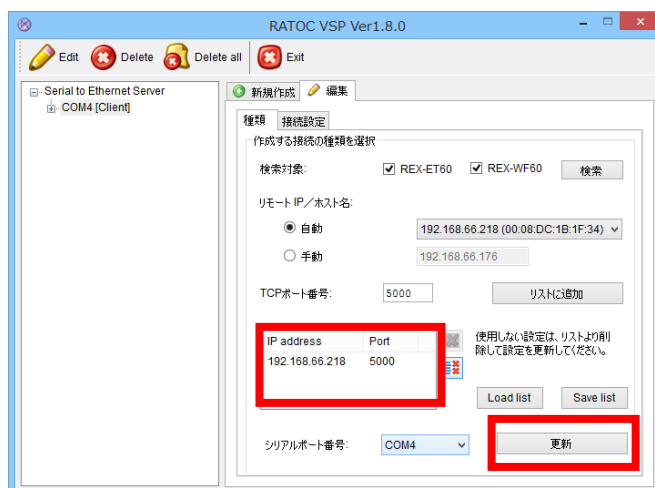 RATOC VSP Ver1.8.0
Edit Delete Delete all Exit
Serial to Ethernet Server
COM4 [Client]
新規作成 編集
種類 接続設定
作成する接続の種類を選択
検索対象: REX-ET60 REX-WF60 検索
リモート IP/ホスト名:
自動 192.168.66.218 (00:08:DC:1B:1F:34)
手動 192.168.66.176
TCPポート番号: 5000 リストに追加
IP address Port
192.168.66.218 5000
使用しない設定は、リストより削
除して設定を更新してください。
Load list Save list
シリアルポート番号: COM4 更新